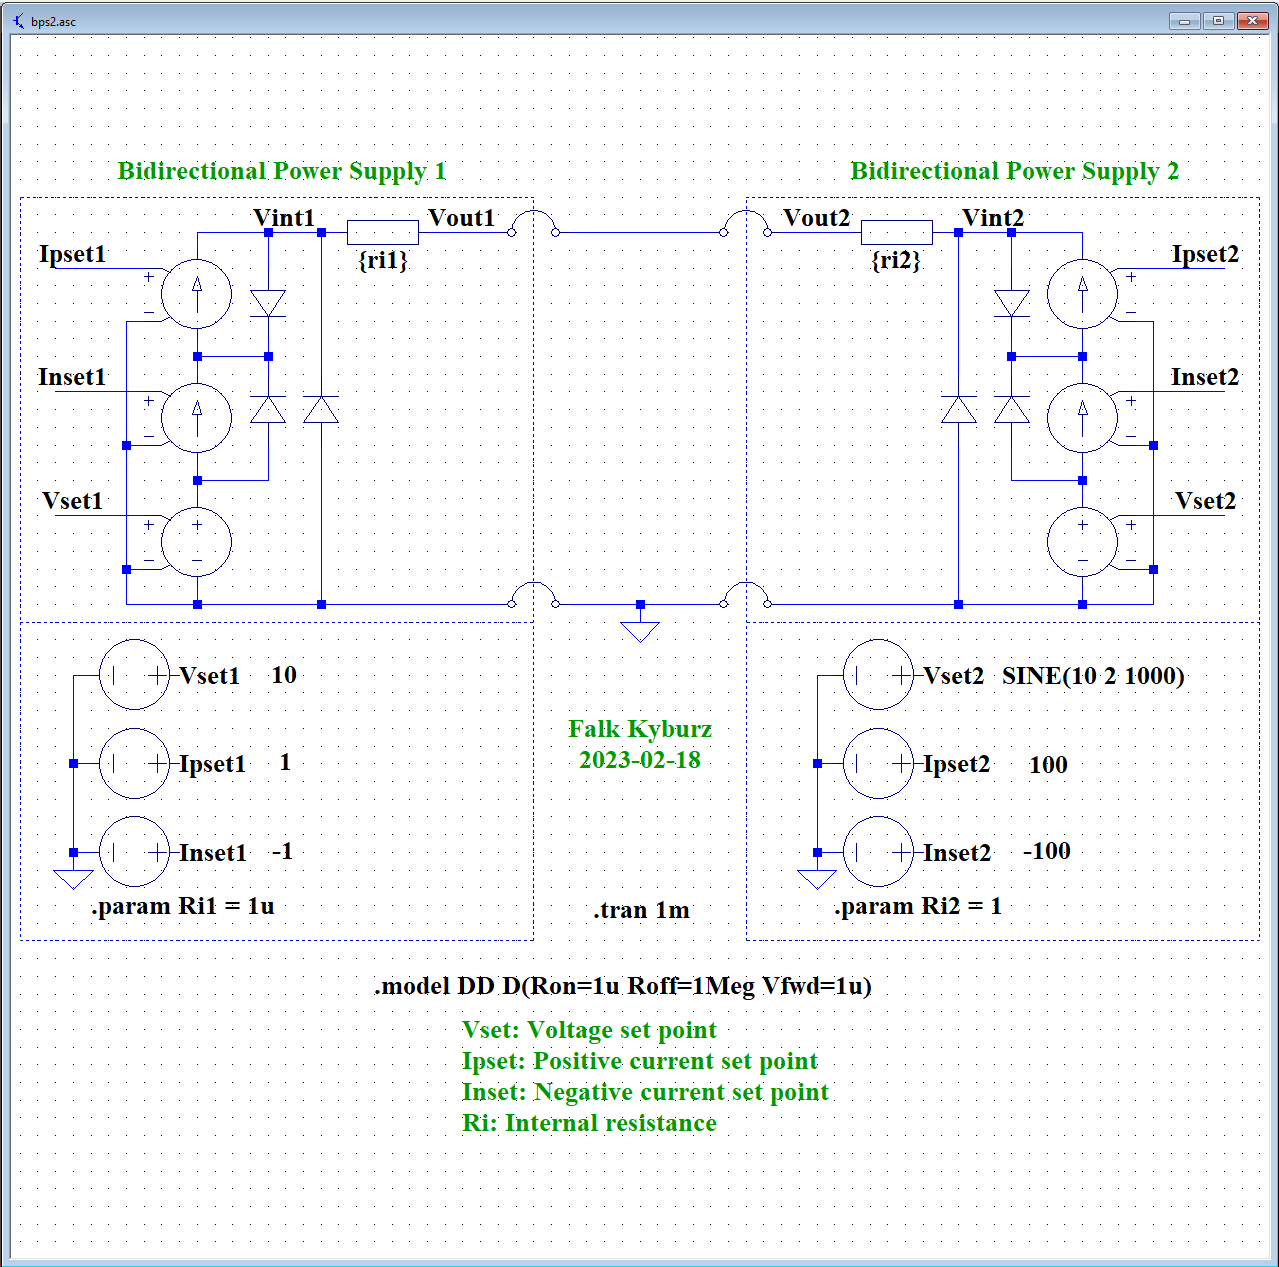 bps2.asc
Bidirectional Power Supply 1
Bidirectional Power Supply 2
Vint1
Vout1
Vout2
Vint2
Ipset1
{ri1}
{ri2}
Ipset2
+
−
+
−
Inset1
Inset2
+
−
+
−
Vset1
Vset2
+
+
−
−
+
+
−
−
Vset1 10
Vset2 SINE(10 2 1000)
Falk Kyburz
2023-02-18
Ipset1 1
Ipset2 100
Inset1 -1
Inset2 -100
.param Ri1 = 1u
.tran 1m
.param Ri2 = 1
.model DD D(Ron=1u Roff=1Meg Vfwd=1u)
Vset: Voltage set point
Ipset: Positive current set point
Inset: Negative current set point
Ri: Internal resistance